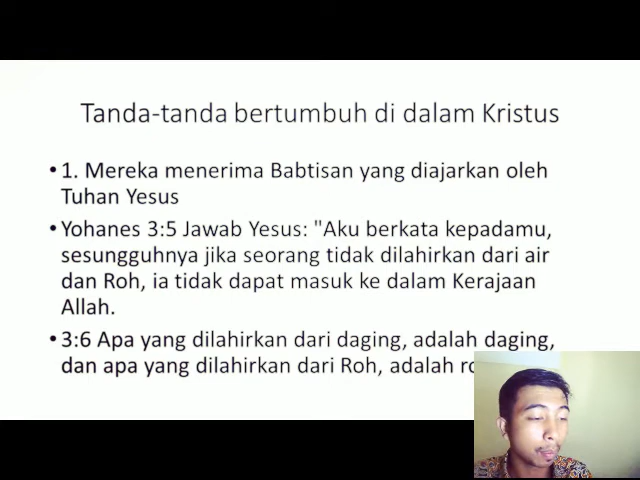 Tanda-tanda bertumbuh di dalam Kristus
• 1. Mereka menerima Babtisan yang diajarkan oleh
Tuhan Yesus
• Yohanes 3:5 Jawab Yesus: "Aku berkata kepadamu,
sesungguhnya jika seorang tidak dilahirkan dari air
dan Roh, ia tidak dapat masuk ke dalam Kerajaan
Allah.
• 3:6 Apa yang dilahirkan dari daging, adalah daging,
dan apa yang dilahirkan dari Roh, adalah